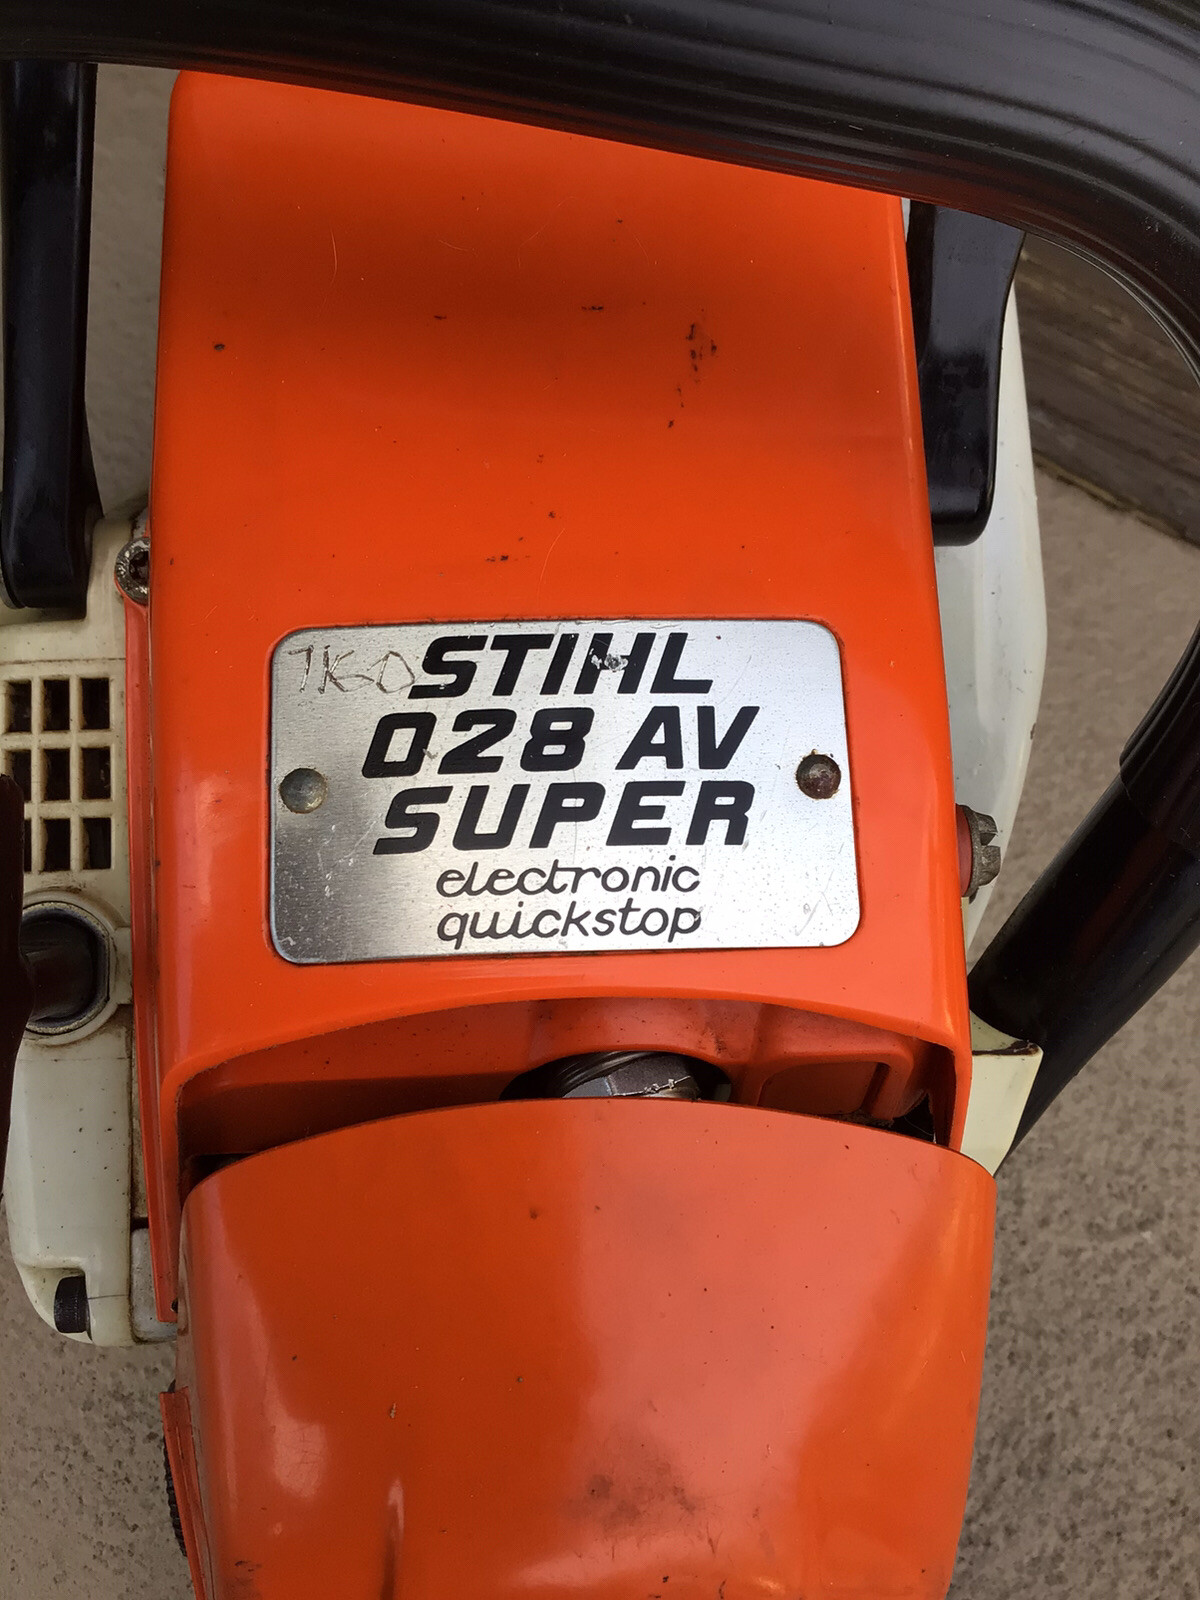 STIHL
028 AV
SUPER
electronic
quickstop